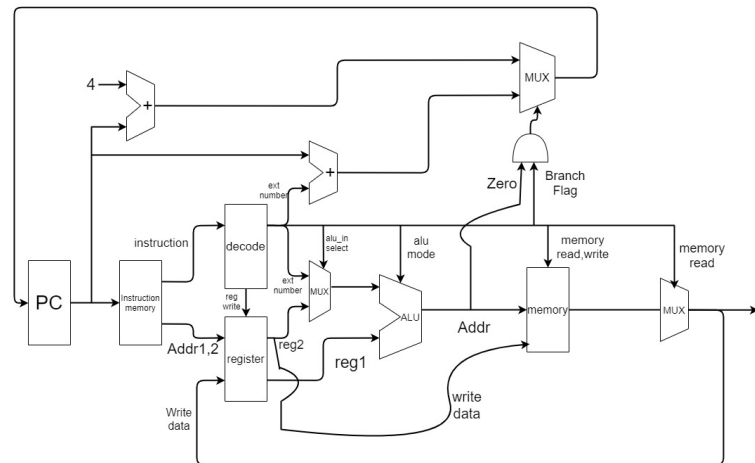 MUX
4
+
+
Zero
Branch
Flag
ext
number
instruction
decode
alu_in
select
alu
mode
memory
read,write
memory
read
PC
Instruction
memory
reg
write
ext
number
MUX
ALU
Addr
memory
MUX
Addr1,2
register
reg2
reg1
Write
data
write
data